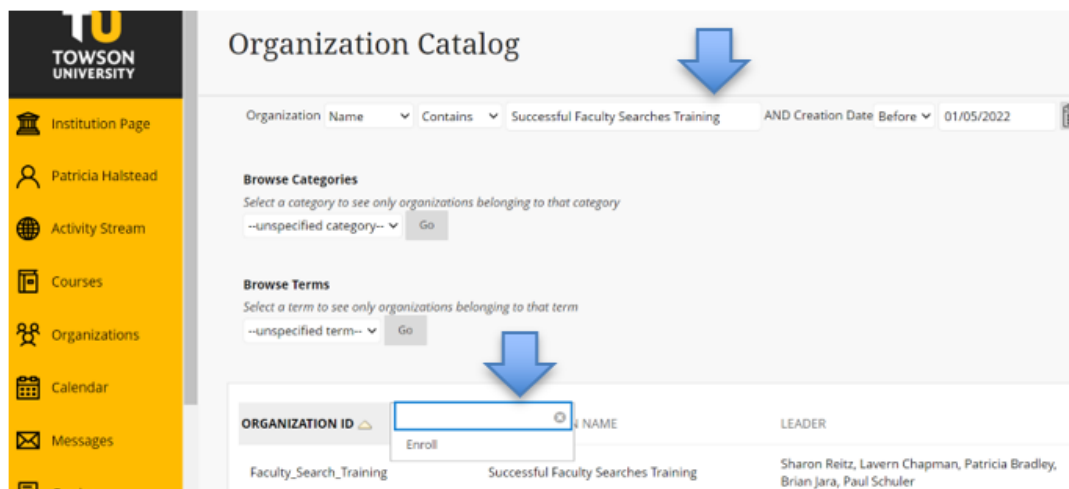 TU
TOWSON
UNIVERSITY
Organization Catalog
Organization Name Contains Successful Faculty Searches Training AND Creation Date Before 01/05/2022
Institution Page
Patricia Halstead
Activity Stream
Courses
Organizations
Calendar
Messages
Browse Categories
Select a category to see only organizations belonging to that category
--unspecified category-- Go
Browse Terms
Select a term to see only organizations belonging to that term
--unspecified term-- Go
ORGANIZATION ID N NAME LEADER
Enroll
Faculty_Search_Training Successful Faculty Searches Training Sharon Reitz, Lavern Chapman, Patricia Bradley,
Brian Jara, Paul Schuler